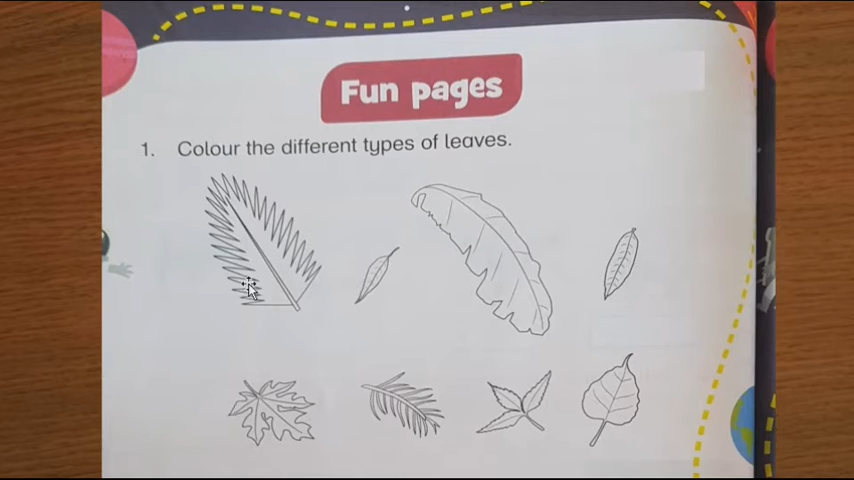 Fun pages
1. Colour the different types of leaves.